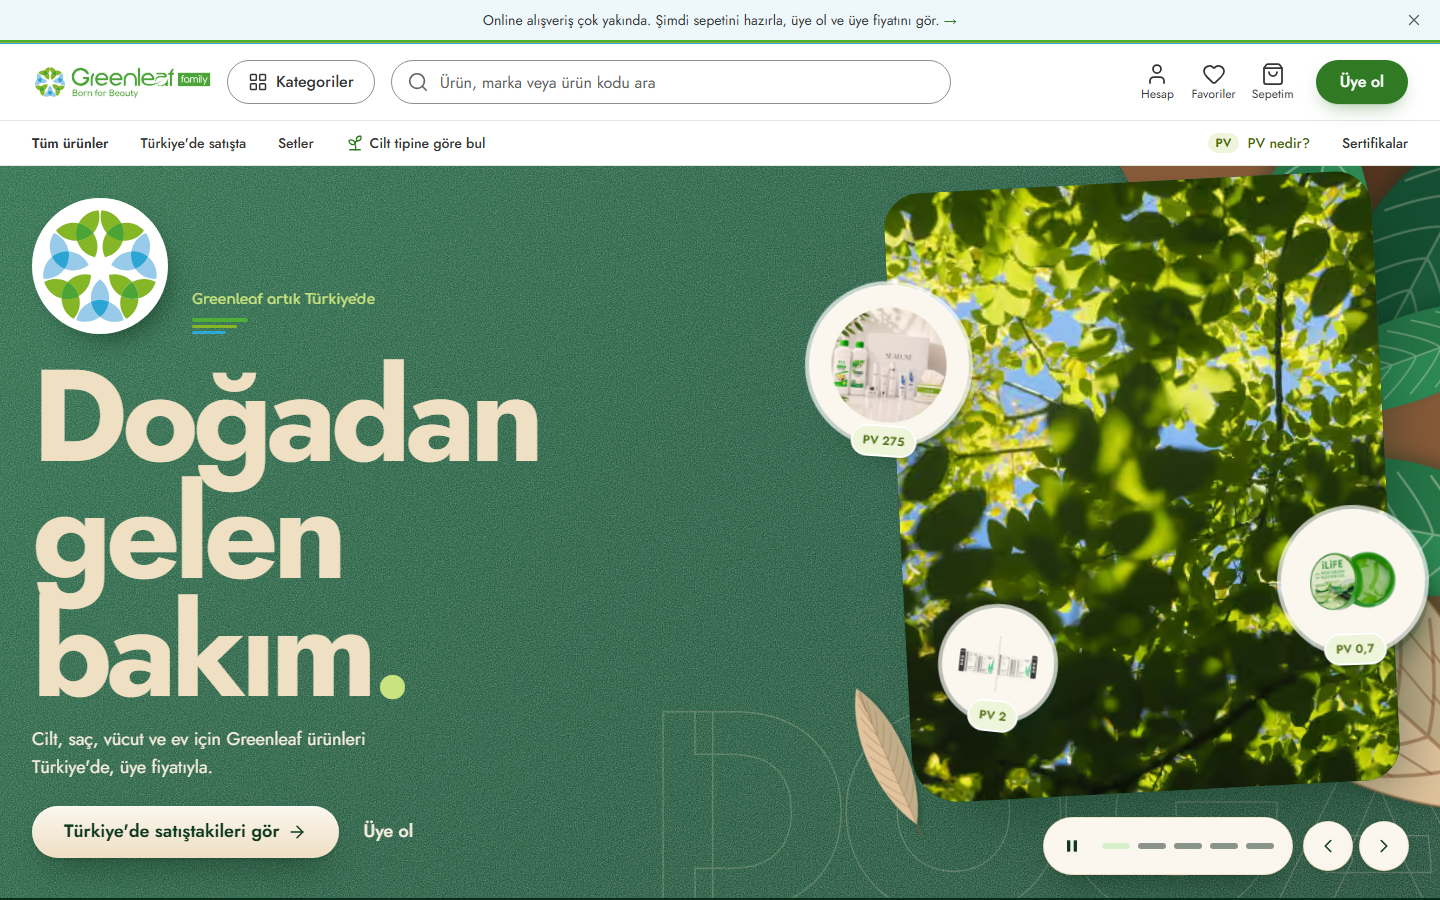 Online alışveriş çok yakında. Şimdi sepetini hazırla, üye ol ve üye fiyatını gör. →
Greenleaf family
Born for Beauty
Kategoriler
Ürün, marka veya ürün kodu ara
Hesap
Favoriler
Sepetim
Üye ol
Tüm ürünler
Türkiye'de satışta
Setler
Cilt tipine göre bul
PV PV nedir?
Sertifikalar
Greenleaf artık Türkiye'de
Doğadan
gelen
bakım.
Cilt, saç, vücut ve ev için Greenleaf ürünleri
Türkiye'de, üye fiyatıyla.
Türkiye'de satıştakileri gör →
Üye ol
PV 275
iLiFE
PV 0,7
PV 2